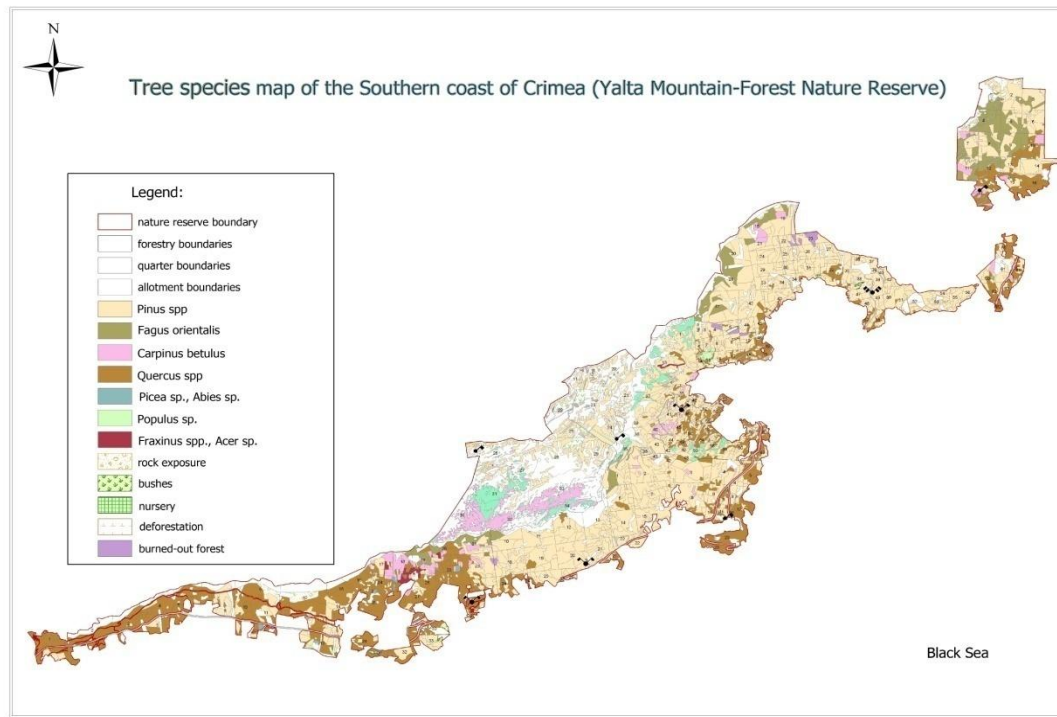 N
Tree species map of the Southern coast of Crimea (Yalta Mountain-Forest Nature Reserve)
Legend:
nature reserve boundary
forestry boundaries
quarter boundaries
allotment boundaries
Pinus spp
Fagus orientalis
Carpinus betulus
Quercus spp
Picea sp., Abies sp.
Populus sp.
Fraxinus spp., Acer sp.
rock exposure
bushes
nursery
deforestation
burned-out forest
Black Sea